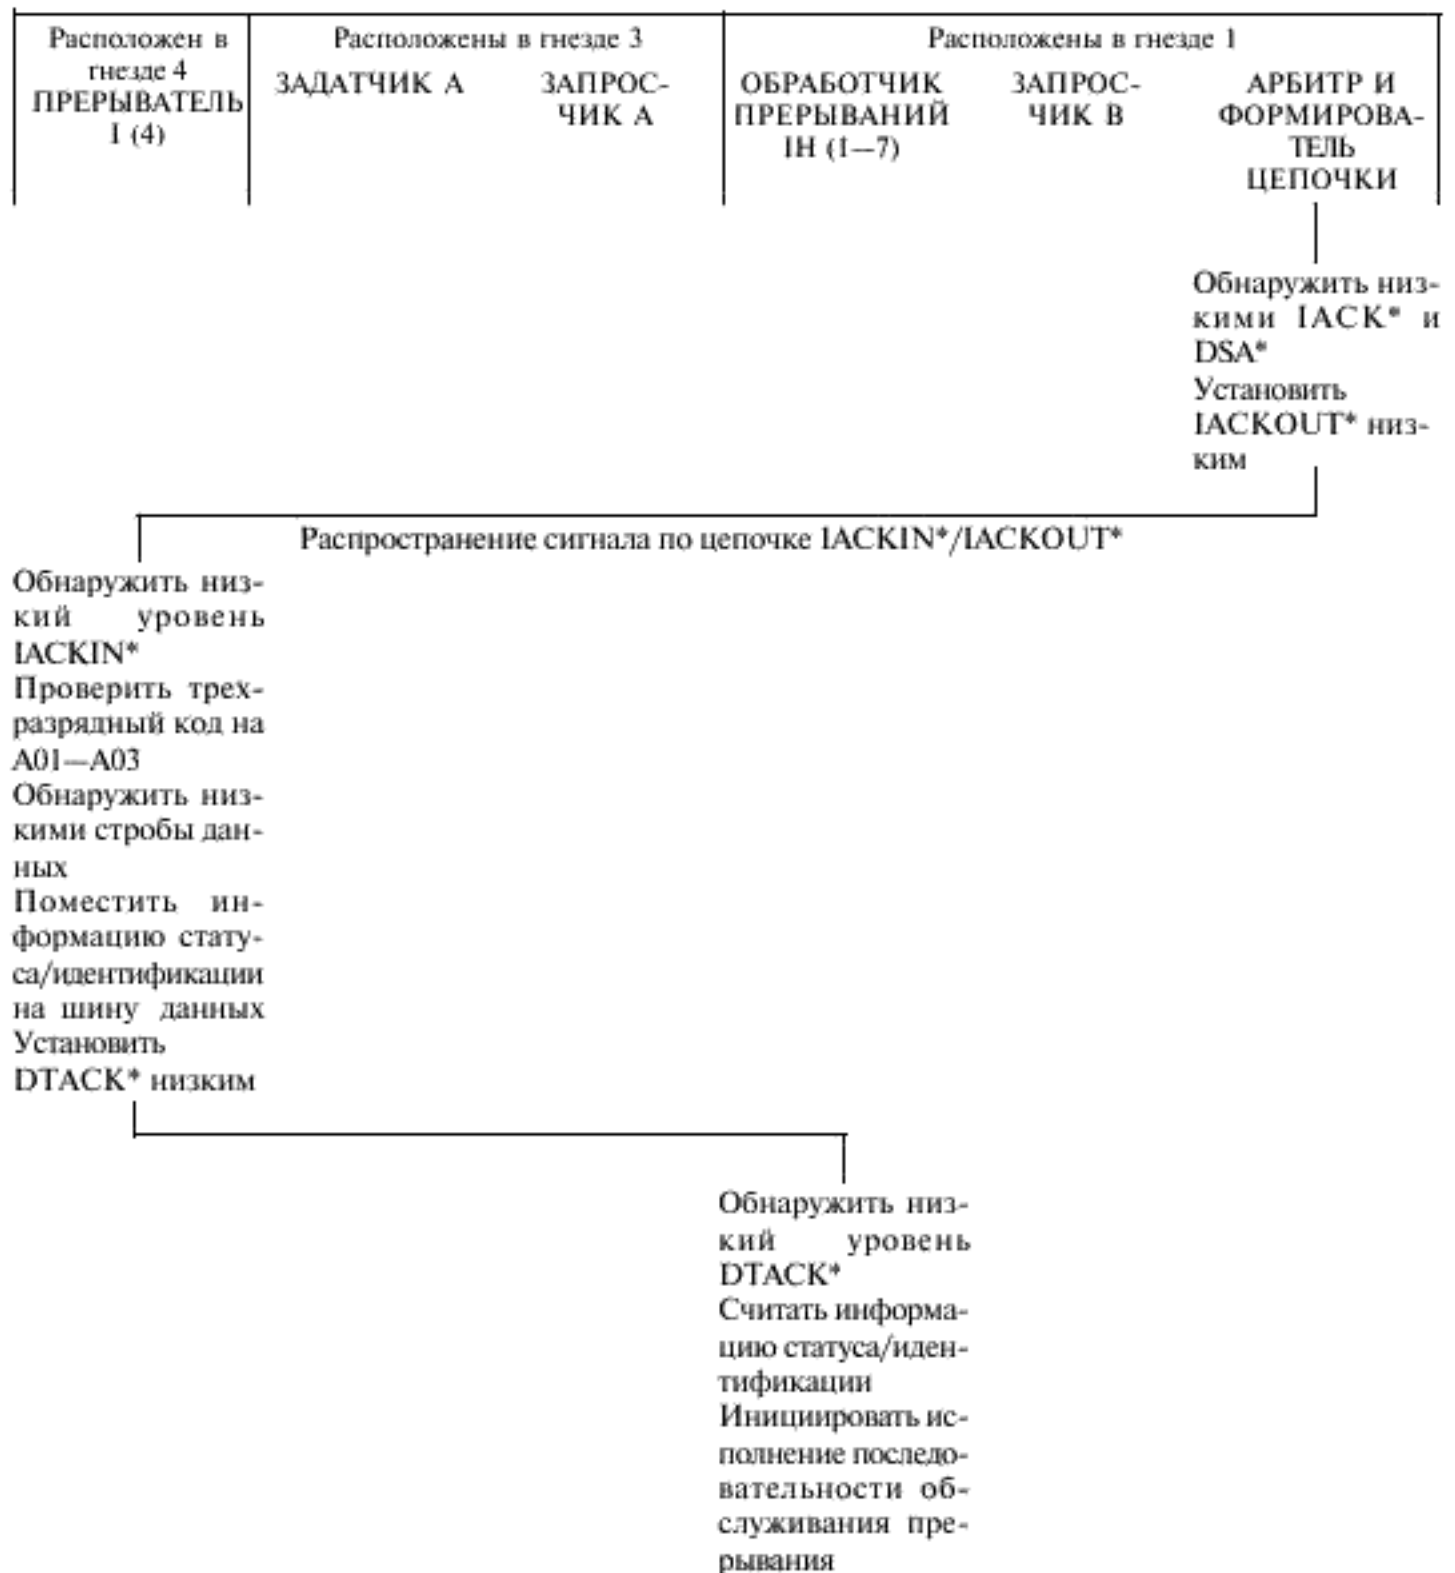 Расположен в
гнезде 4
ПРЕРЫВАТЕЛЬ
I (4)
Расположены в гнезде 3
ЗАДАТЧИК А
ЗАПРОС-
ЧИК А
Расположены в гнезде 1
ОБРАБОТЧИК
ПРЕРЫВАНИЙ
IH (1—7)
ЗАПРОС-
ЧИК В
АРБИТР И
ФОРМИРОВА-
ТЕЛЬ
ЦЕПОЧКИ
Обнаружить низ-
кими IACK* и
DSA*
Установить
IACKOUT* низ-
ким
Распространение сигнала по цепочке IACKIN*/IACKOUT*
Обнаружить низ-
кий уровень
IACKIN*
Проверить трех-
разрядный код на
A01—A03
Обнаружить низ-
кими стробы дан-
ных
Поместить ин-
формацию стату-
са/идентификации
на шину данных
Установить
DTACK* низким
Обнаружить низ-
кий уровень
DTACK*
Считать информа-
цию статуса/иден-
тификации
Инициировать ис-
полнение последо-
вательности об-
служивания пре-
рывания